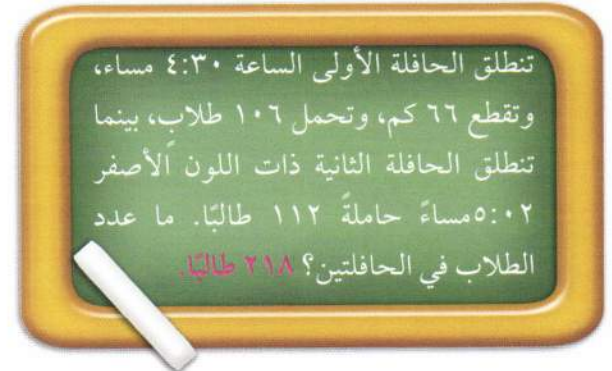 تنطلق الحافلة الأولى الساعة ٤:٣٠ مساء،
وتقطع ٦٦ كم، وتحمل ١٠٦ طلاب، بينما
تنطلق الحافلة الثانية ذات اللون الأصفر
٥:٠٢مساءً حاملةً ١١٢ طالبًا. ما عدد
الطلاب في الحافلتين؟ ٢١٨ طالبًا.